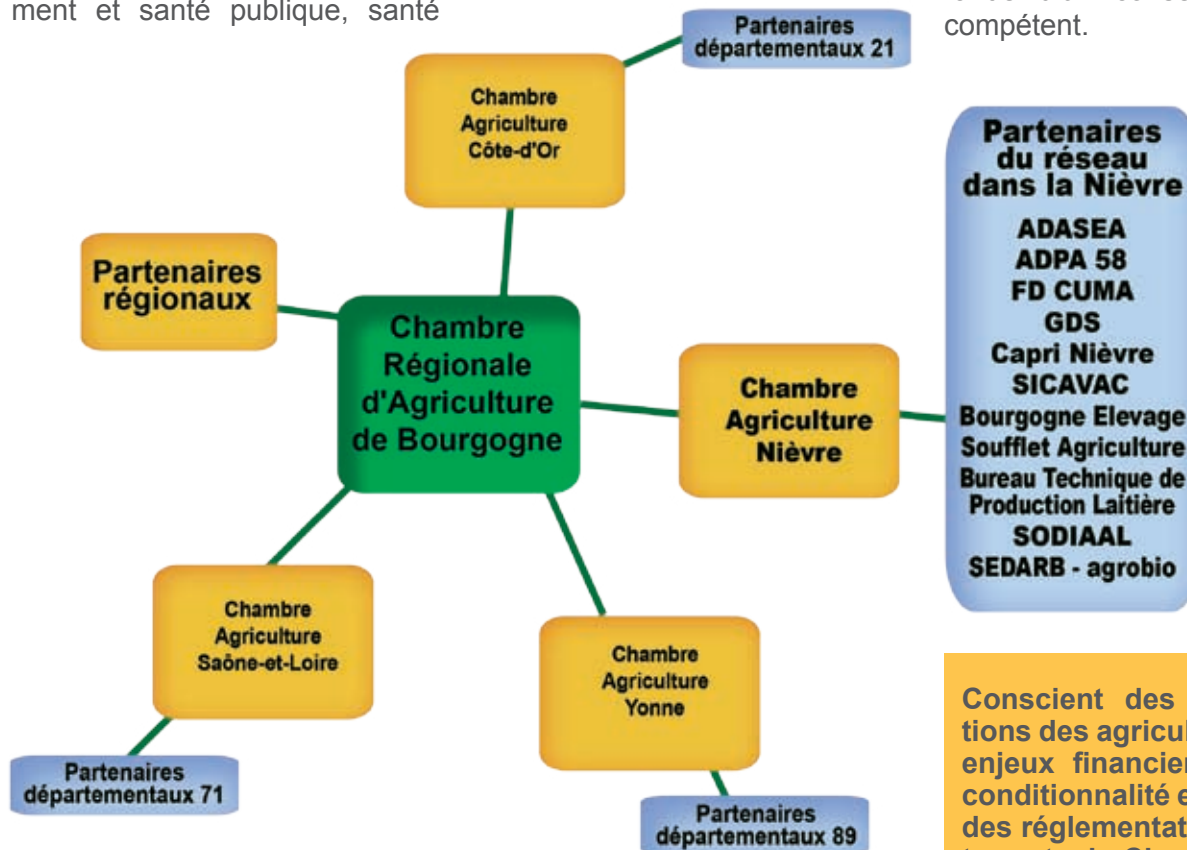 ment et santé publique, santé
compétent.
Partenaires
départementaux 21
Chambre
Agriculture
Côte-d'Or
Partenaires
régionaux
Chambre
Régionale
d'Agriculture
de Bourgogne
Chambre
Agriculture
Nièvre
Partenaires
du réseau
dans la Nièvre
ADASEA
ADPA 58
FD CUMA
GDS
Capri Nièvre
SICAVAC
Bourgogne Elevage
Soufflet Agriculture
Bureau Technique de
Production Laitière
SODIAAL
SEDARB - agrobio
Chambre
Agriculture
Saône-et-Loire
Chambre
Agriculture
Yonne
Partenaires
départementaux 71
Partenaires
départementaux 89
Conscient des
tions des agricul
enjeux financier
conditionnalité e
des réglementat